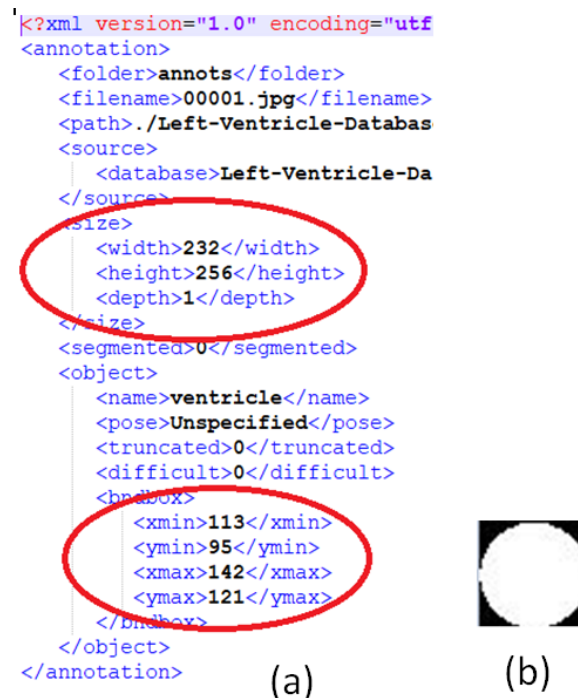 <?xml version="1.0" encoding="utf
<annotation>
<folder>annots</folder>
<filename>00001.jpg</filename>
<path>./Left-Ventricle-Databas
<source>
<database>Left-Ventricle-Da
</source>
<size>
<width>232</width>
<height>256</height>
<depth>1</depth>
</size>
<segmented>0</segmented>
<object>
<name>ventricle</name>
<pose>Unspecified</pose>
<truncated>0</truncated>
<difficult>0</difficult>
<bndbox>
<xmin>113</xmin>
<ymin>95</ymin>
<xmax>142</xmax>
<ymax>121</ymax>
</bndbox>
</object>
</annotation>
(a)
(b)